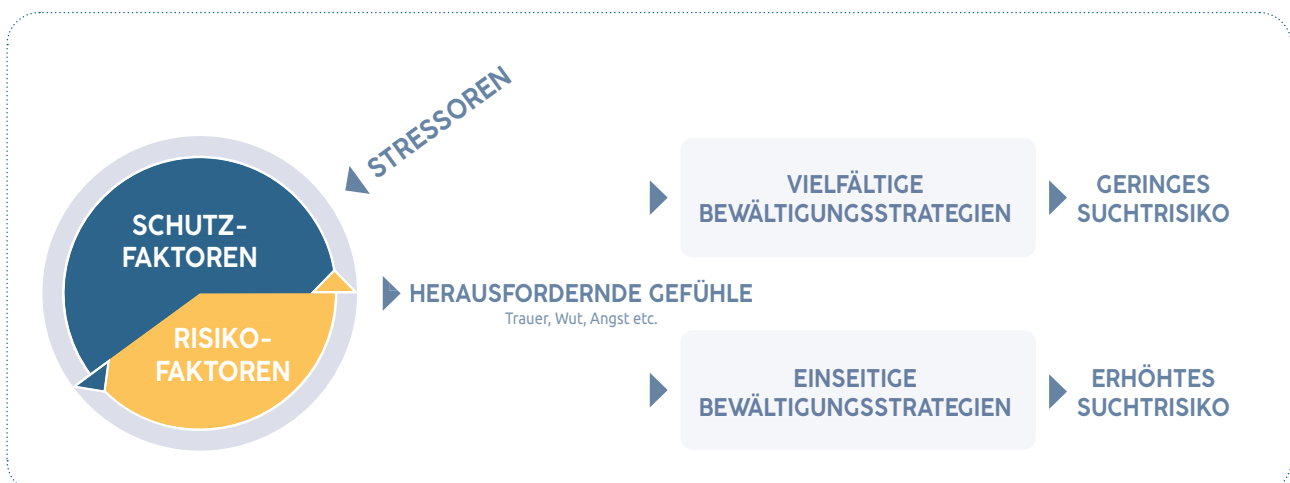 STRESSOREN
SCHUTZ-
FAKTOREN
RISIKO-
FAKTOREN
HERAUSFORDERNDE GEFÜHLE
Trauer, Wut, Angst etc.
VIELFÄLTIGE
BEWÄLTIGUNGSSTRATEGIEN
GERINGES
SUCHTRISIKO
EINSEITIGE
BEWÄLTIGUNGSSTRATEGIEN
ERHÖHTES
SUCHTRISIKO